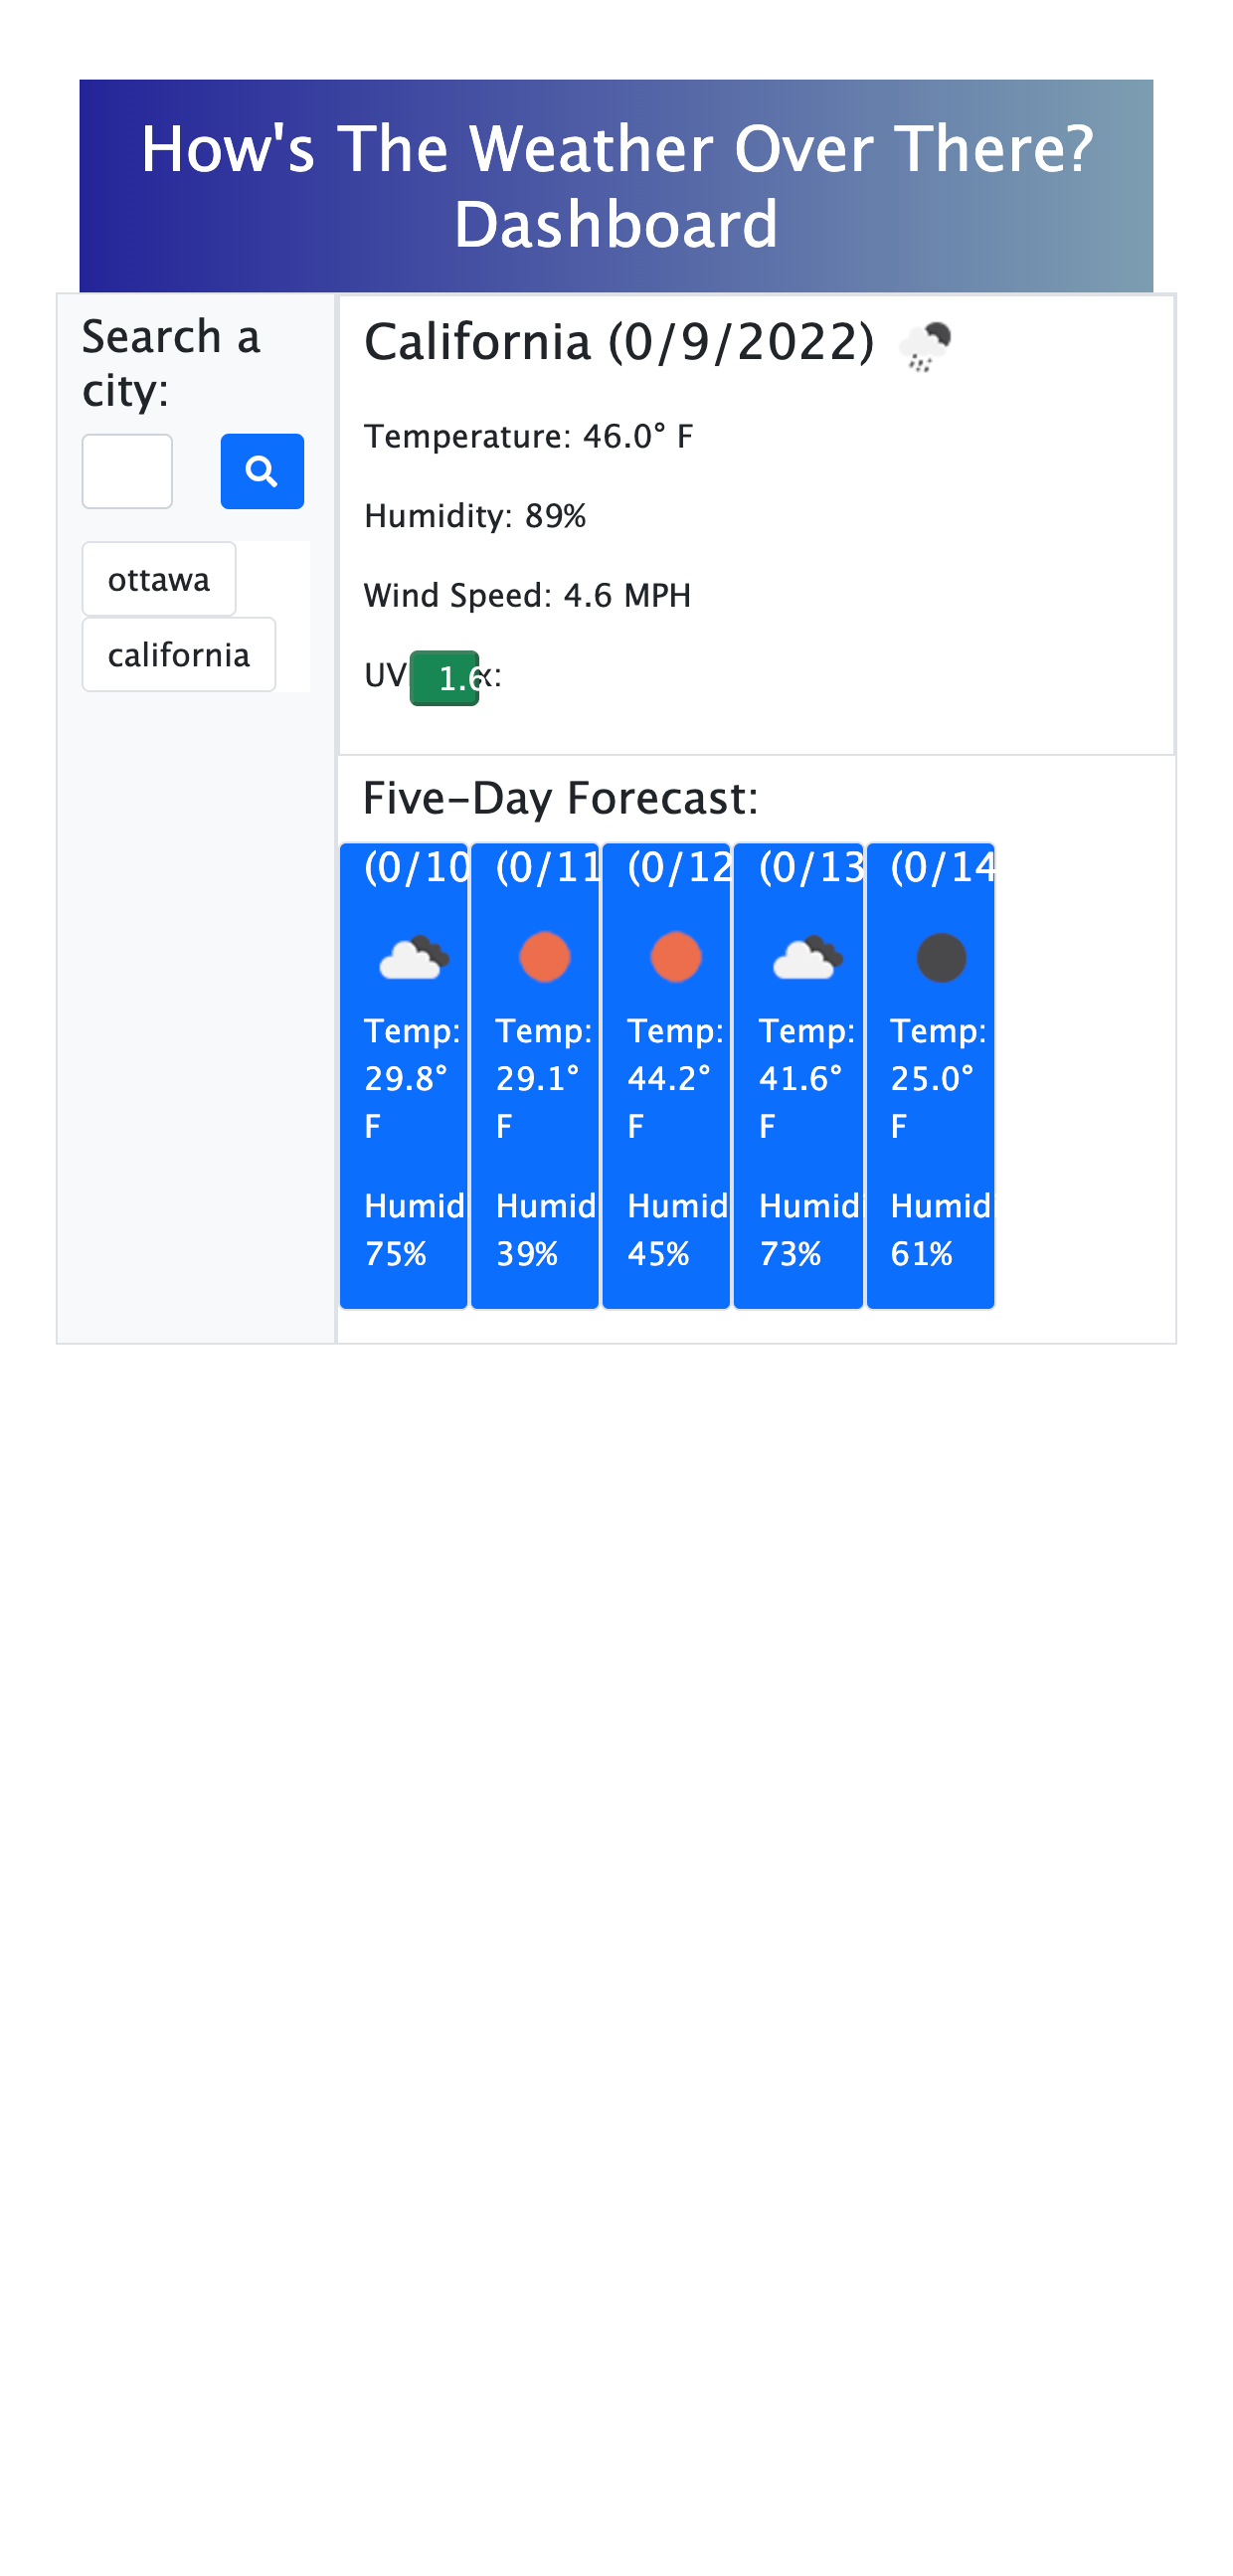 How's The Weather Over There?
Dashboard
Search a
city:
ottawa
california
California (0/9/2022)
Temperature: 46.0° F
Humidity: 89%
Wind Speed: 4.6 MPH
UV 1.6x:
Five-Day Forecast:
(0/10 (0/11 (0/12 (0/13 (0/14
Temp: Temp: Temp: Temp: Temp:
29.8° 29.1° 44.2° 41.6° 25.0°
F F F F F
Humid Humid Humid Humid Humid
75% 39% 45% 73% 61%